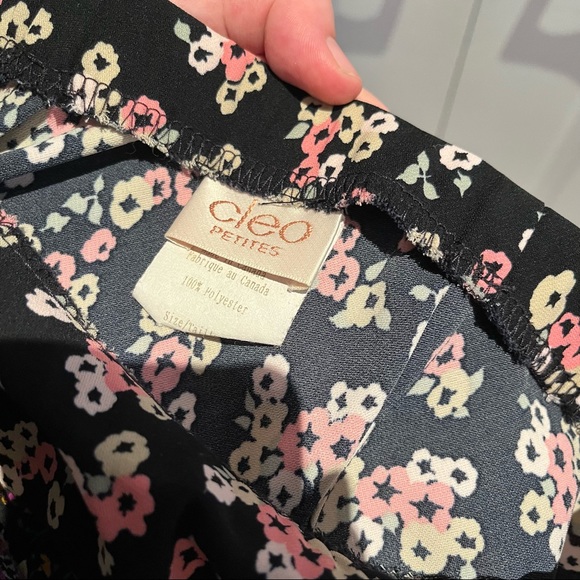 cleo
PETITES
Fabrique au Canada
100% Polyester